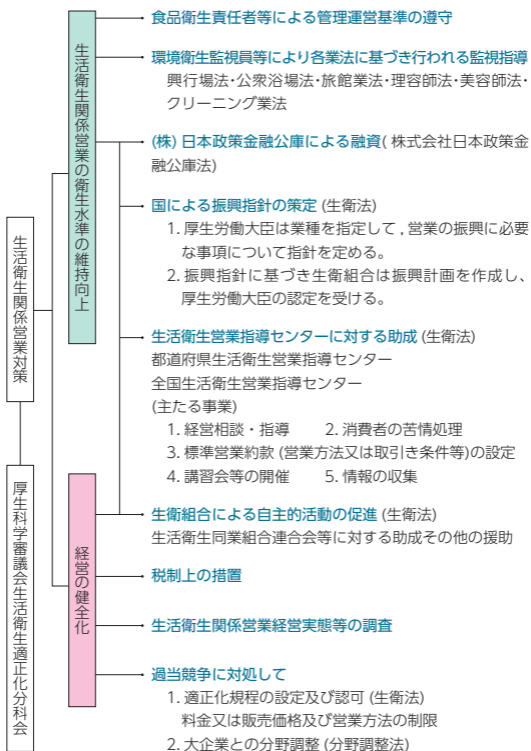 生活衛生関係営業対策
厚生科学審議会生活衛生適正化分科会
生活衛生関係営業の衛生水準の維持向上
経営の健全化
食品衛生責任者等による管理運営基準の遵守
環境衛生監視員等により各業法に基づき行われる監視指導
興行場法・公衆浴場法・旅館業法・理容師法・美容師法・
クリーニング業法
(株) 日本政策金融公庫による融資( 株式会社日本政策金
融公庫法)
国による振興指針の策定 (生衛法)
1. 厚生労働大臣は業種を指定して , 営業の振興に必要
な事項について指針を定める。
2. 振興指針に基づき生衛組合は振興計画を作成し、
厚生労働大臣の認定を受ける。
生活衛生営業指導センターに対する助成 (生衛法)
都道府県生活衛生営業指導センター
全国生活衛生営業指導センター
(主たる事業)
1. 経営相談・指導 2. 消費者の苦情処理
3. 標準営業約款 (営業方法又は取引き条件等)の設定
4. 講習会等の開催 5. 情報の収集
生衛組合による自主的活動の促進 (生衛法)
生活衛生同業組合連合会等に対する助成その他の援助
税制上の措置
生活衛生関係営業経営実態等の調査
過当競争に対処して
1. 適正化規程の設定及び認可 (生衛法)
料金又は販売価格及び営業方法の制限
2. 大企業との分野調整 (分野調整法)